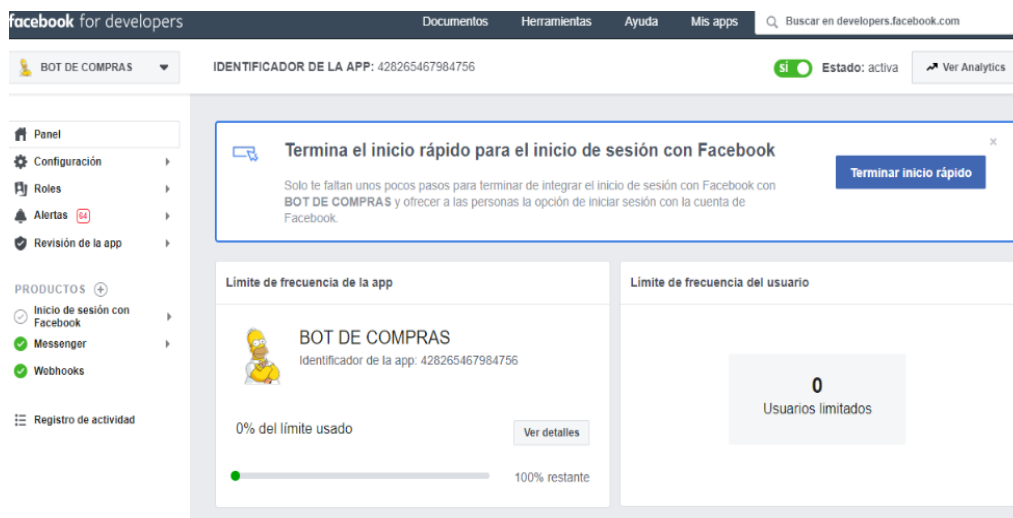 facebook for developers
Documentos Herramientas Ayuda Mis apps Buscar en developers.facebook.com
BOT DE COMPRAS
IDENTIFICADOR DE LA APP: 428265467984756
SÍ Estado: activa Ver Analytics
Panel
Configuración
Roles
Alertas 64
Revisión de la app
PRODUCTOS
Inicio de sesión con
Facebook
Messenger
Webhooks
Registro de actividad
Termina el inicio rápido para el inicio de sesión con Facebook
Solo te faltan unos pocos pasos para terminar de integrar el inicio de sesión con Facebook con
BOT DE COMPRAS y ofrecer a las personas la opción de iniciar sesión con la cuenta de
Facebook.
Terminar inicio rápido
Límite de frecuencia de la app
BOT DE COMPRAS
Identificador de la app: 428265467984756
0% del límite usado
Ver detalles
100% restante
Límite de frecuencia del usuario
0
Usuarios limitados